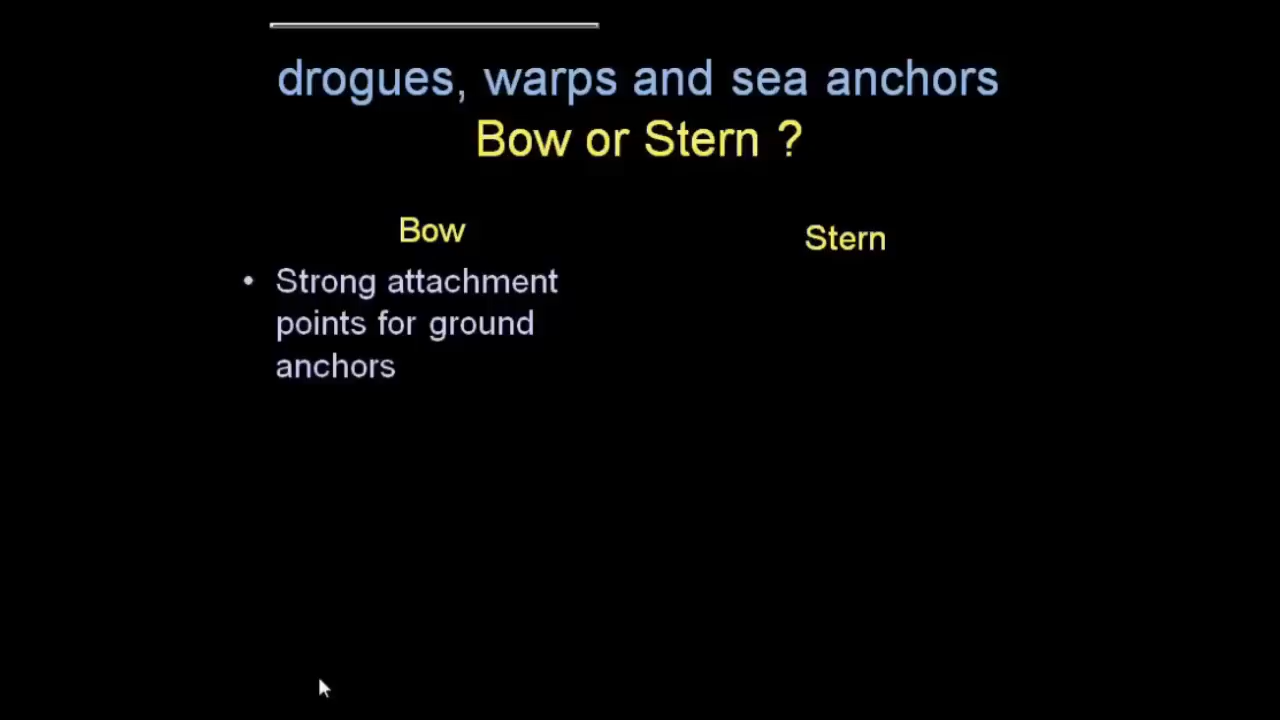 drogues, warps and sea anchors
Bow or Stern ?
Bow
Stern
• Strong attachment
points for ground
anchors